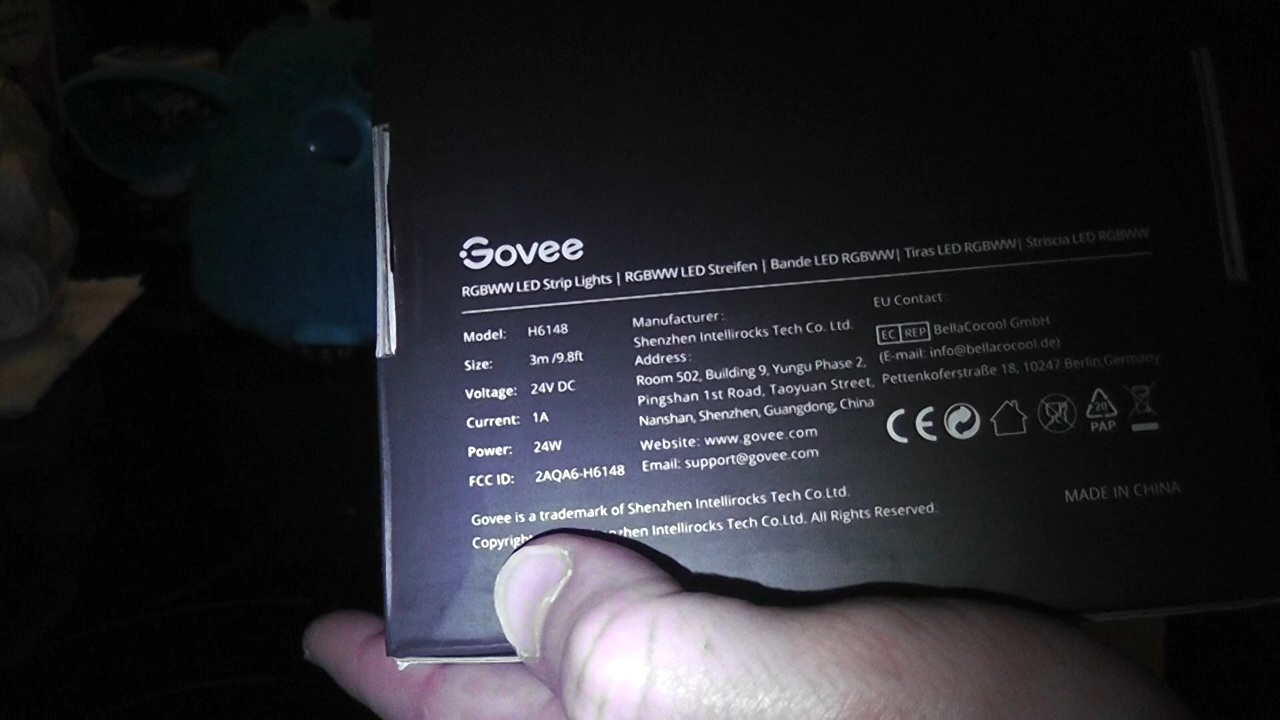 Govee
RGBWW LED Strip Lights | RGBWW LED Streifen | Bande LED RGBWW | Tiras LED RGBWW | Striscia LED RGBWW
Model: H6148
Size: 3m /9.8ft
Voltage: 24V DC
Current: 1A
Power: 24W
FCC ID: 2AQA6-H6148
Manufacturer:
Shenzhen Intellirocks Tech Co. Ltd.
Address:
Room 502, Building 9, Yungu Phase 2,
Pingshan 1st Road, Taoyuan Street,
Nanshan, Shenzhen, Guangdong, China
Website: www.govee.com
Email: support@govee.com
EU Contact:
EC REP BellaCocool GmbH
(E-mail: info@bellacocool.de)
Pettenkoferstraße 18, 10247 Berlin,Germany
CE
20
PAP
Govee is a trademark of Shenzhen Intellirocks Tech Co.Ltd.
Intellirocks Tech Co.Ltd. All Rights Reserved.
MADE IN CHINA